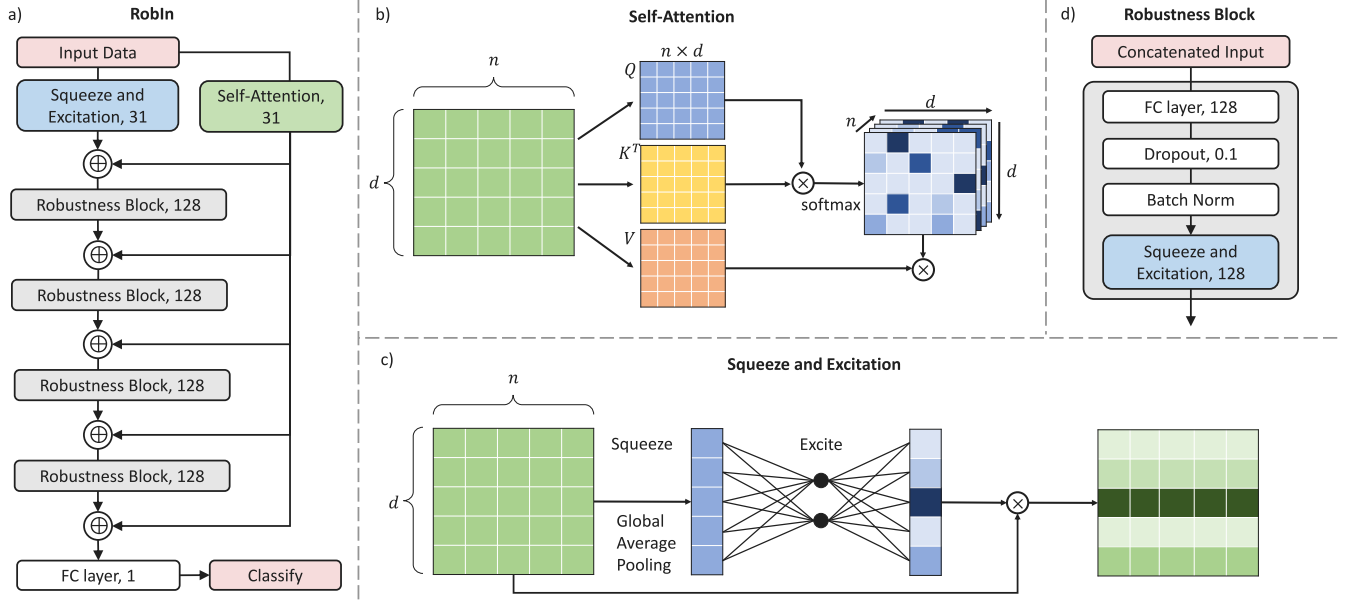 a)
RobIn
Input Data
Squeeze and
Excitation, 31
Self-Attention,
31
Robustness Block, 128
Robustness Block, 128
Robustness Block, 128
Robustness Block, 128
FC layer, 1
Classify
b)
Self-Attention
n
d
n × d
Q
K^T
V
softmax
n
d
d
c)
Squeeze and Excitation
n
d
Squeeze
Global
Average
Pooling
Excite
d)
Robustness Block
Concatenated Input
FC layer, 128
Dropout, 0.1
Batch Norm
Squeeze and
Excitation, 128